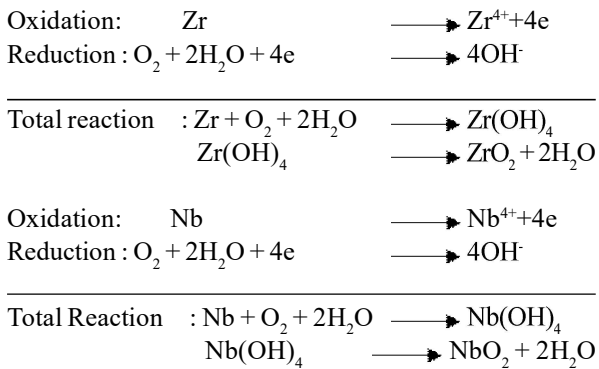 Oxidation: Zr ⟶ Zr⁴⁺+4e
Reduction : O₂ + 2H₂O + 4e ⟶ 4OH⁻
Total reaction : Zr + O₂ + 2H₂O ⟶ Zr(OH)₄
Zr(OH)₄ ⟶ ZrO₂ + 2H₂O
Oxidation: Nb ⟶ Nb⁴⁺+4e
Reduction : O₂ + 2H₂O + 4e ⟶ 4OH⁻
Total Reaction : Nb + O₂ + 2H₂O ⟶ Nb(OH)₄
Nb(OH)₄ ⟶ NbO₂ + 2H₂O